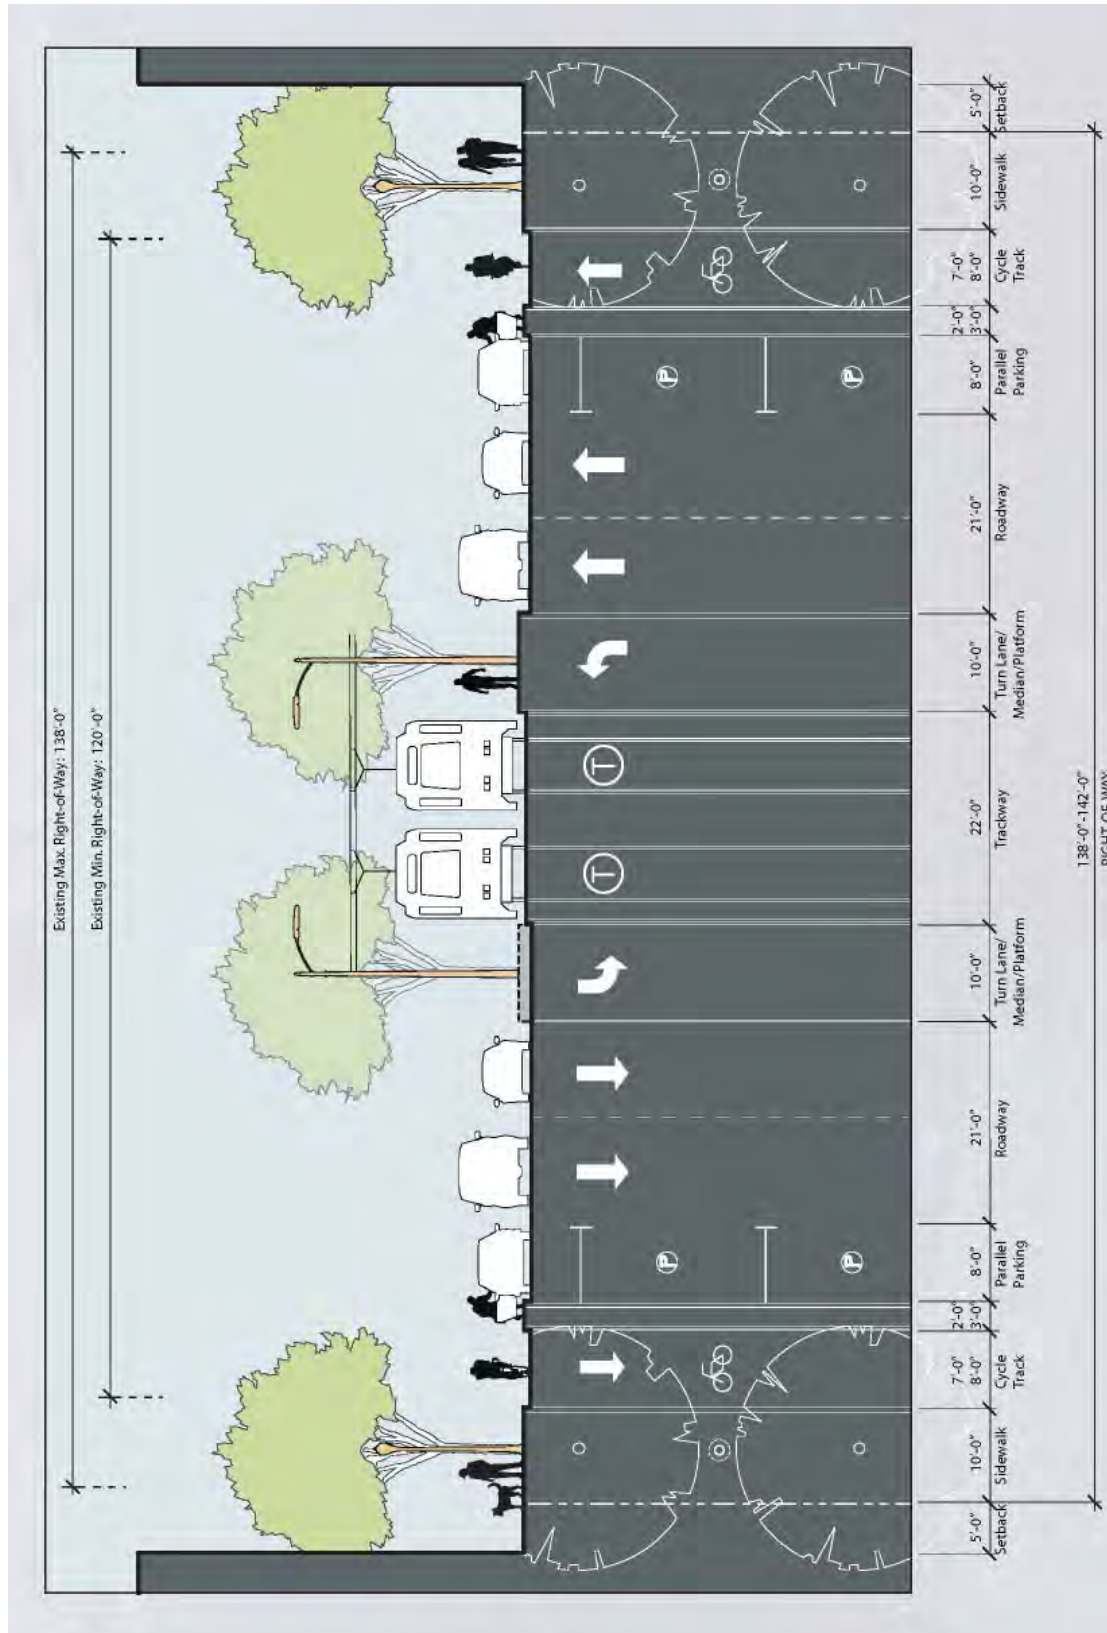 Existing Max. Right-of-Way: 138'-0"
Existing Min. Right-of-Way: 120'-0"
T
T
P
P
P
P
5'-0"
Setback
10'-0"
Sidewalk
7'-0"
8'-0"
Cycle
Track
2'-0"
3'-0"
8'-0"
Parallel
Parking
21'-0"
Roadway
10'-0"
Turn Lane/
Median/Platform
22'-0"
Trackway
10'-0"
Turn Lane/
Median/Platform
21'-0"
Roadway
8'-0"
Parallel
Parking
2'-0"
3'-0"
7'-0"
8'-0"
Cycle
Track
10'-0"
Sidewalk
5'-0"
Setback
138'-0"-142'-0"
RIGHT OF WAY